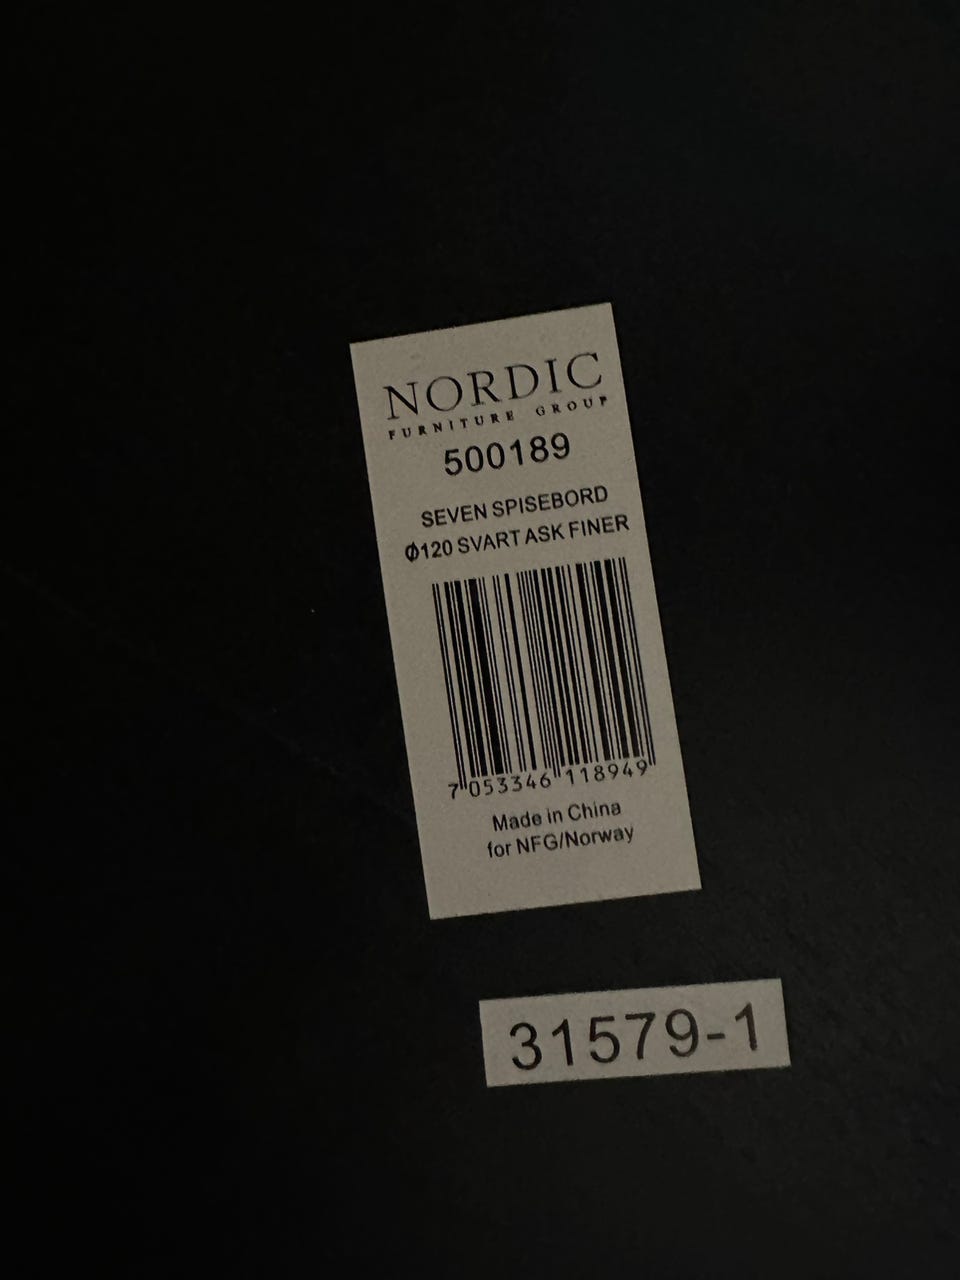 NORDIC
FURNITURE GROUP
500189
SEVEN SPISEBORD
Ø120 SVART ASK FINER
7 053346 118949
Made in China
for NFG/Norway
31579-1